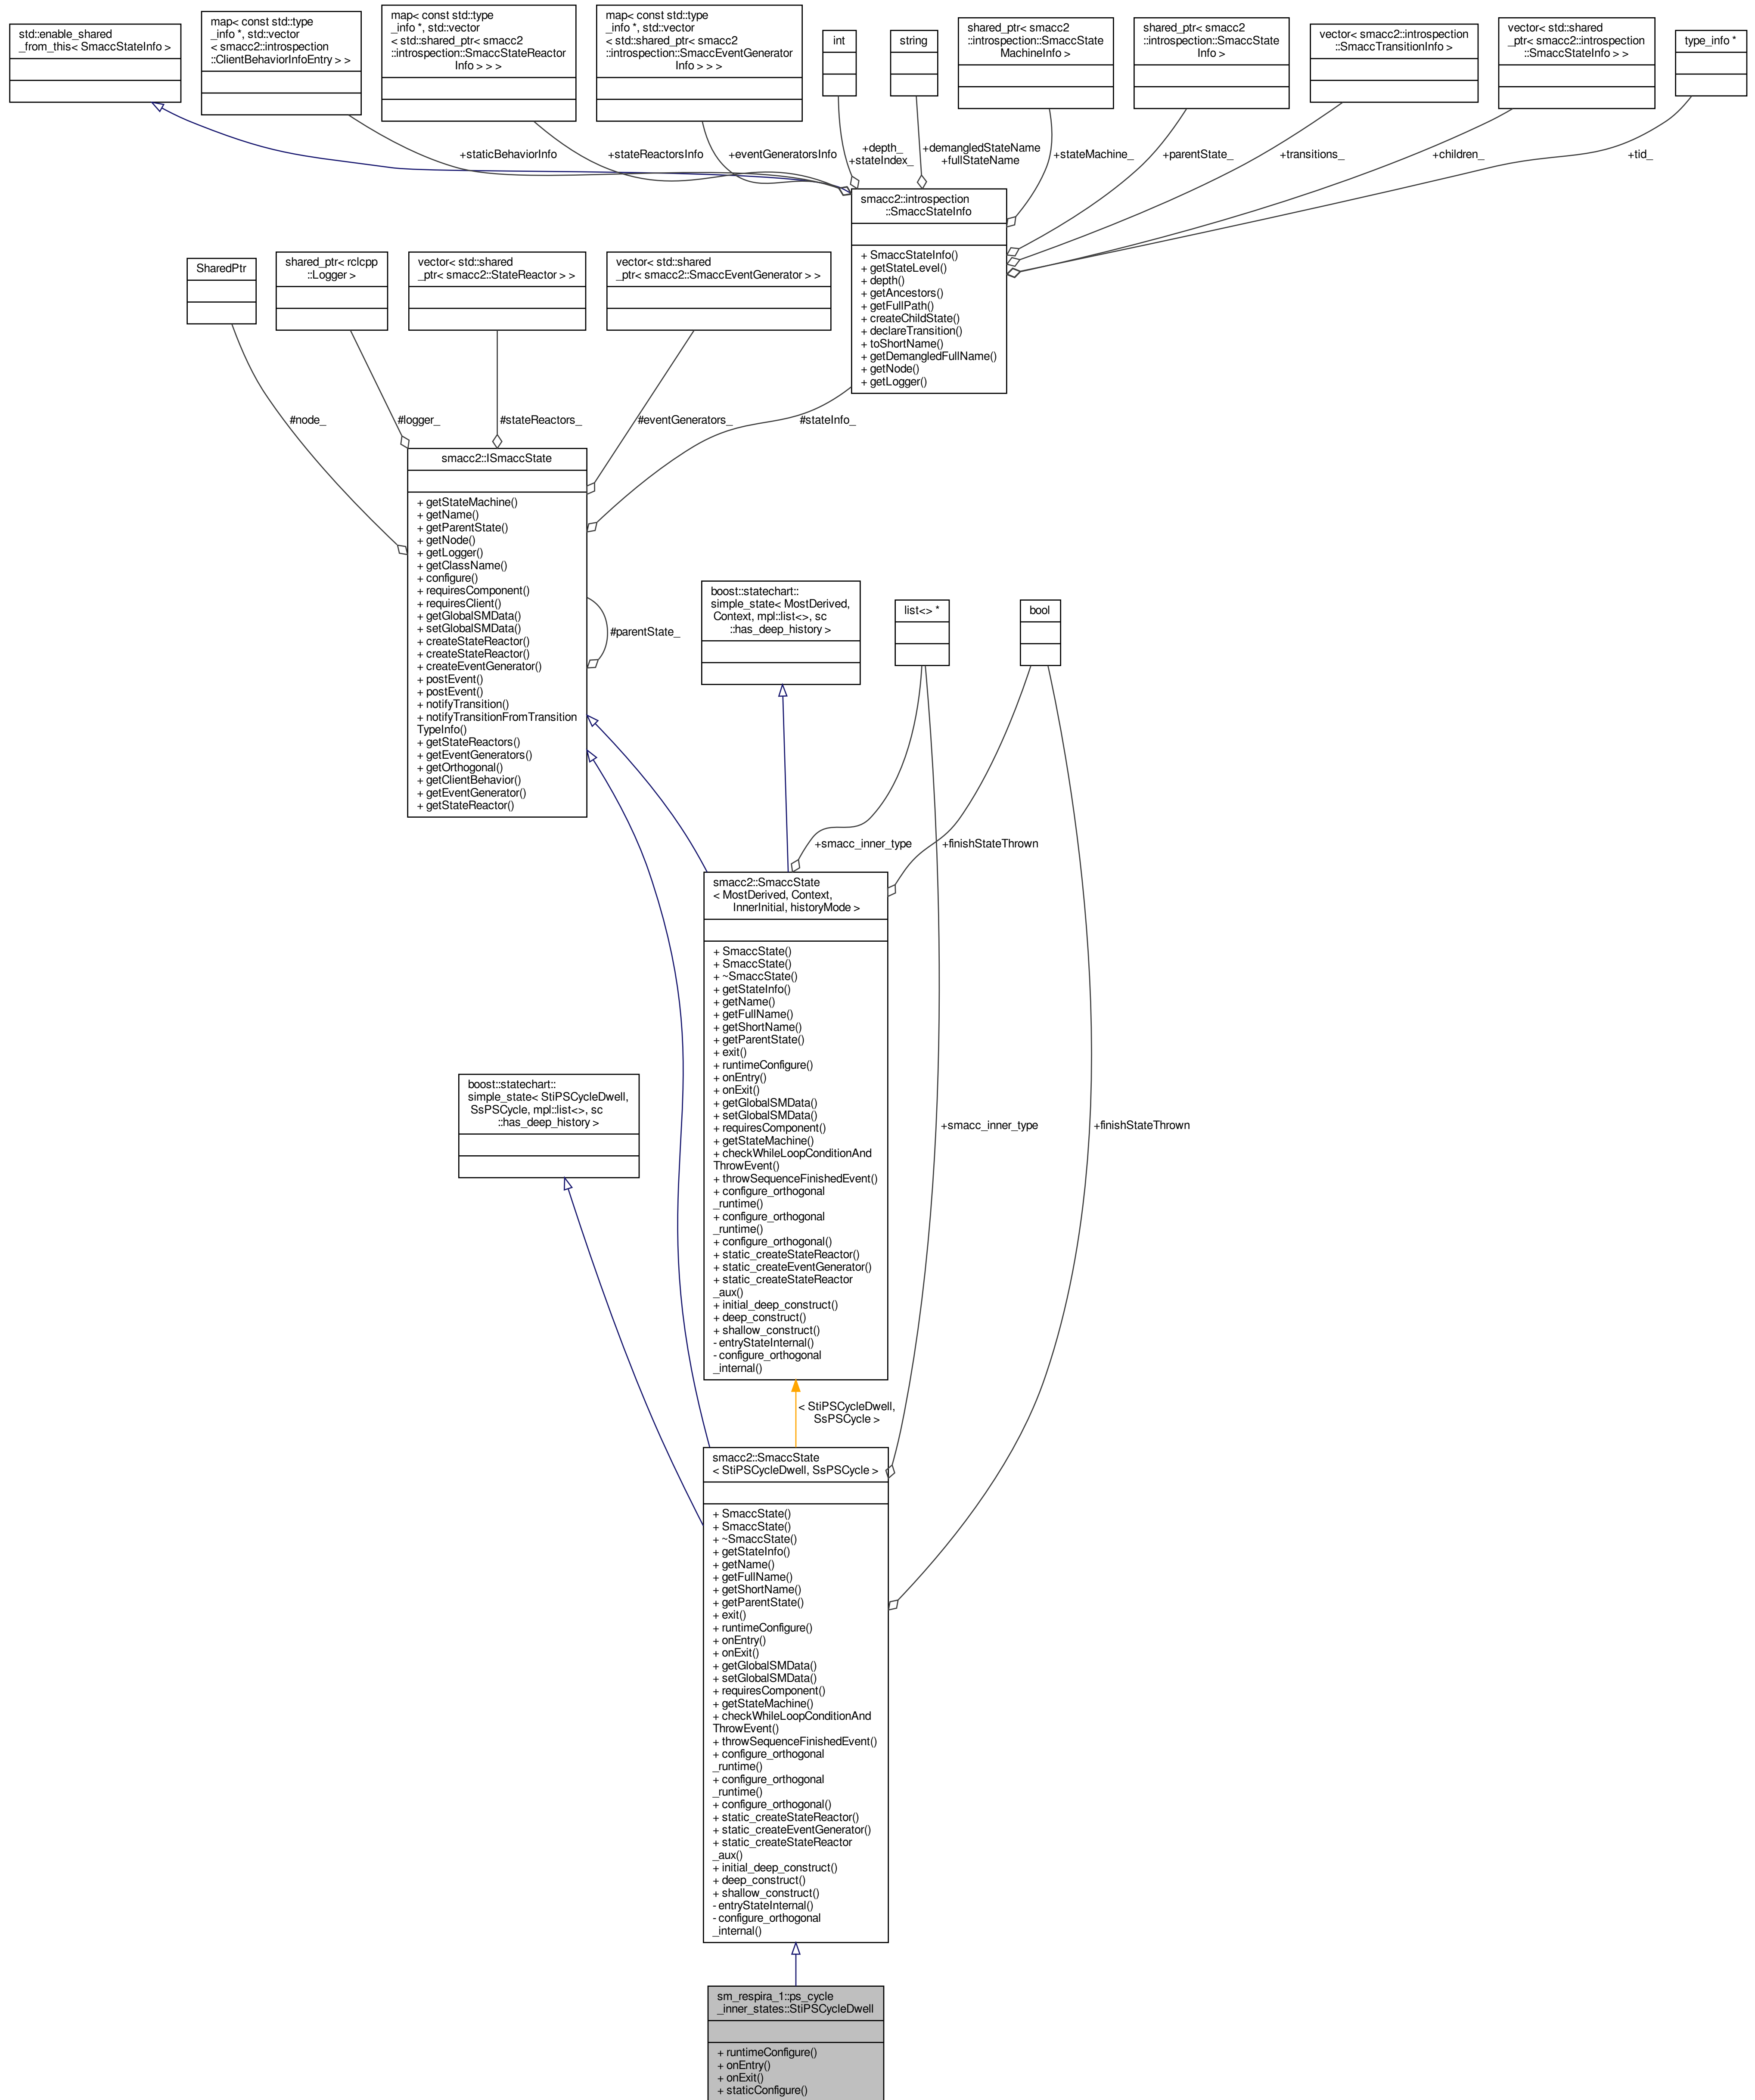 std::enable_shared
_from_this< SmaccStateInfo >
map< const std::type
_info *, std::vector
< smacc2::introspection
::ClientBehaviorInfoEntry > >
map< const std::type
_info *, std::vector
< std::shared_ptr< smacc2
::introspection::SmaccStateReactor
Info > > >
map< const std::type
_info *, std::vector
< std::shared_ptr< smacc2
::introspection::SmaccEventGenerator
Info > > >
int
string
shared_ptr< smacc2
::introspection::SmaccState
MachineInfo >
shared_ptr< smacc2
::introspection::SmaccState
Info >
vector< smacc2::introspection
::SmaccTransitionInfo >
vector< std::shared
_ptr< smacc2::introspection
::SmaccStateInfo > >
type_info *
+staticBehaviorInfo
+stateReactorsInfo
+eventGeneratorsInfo
+depth_
+stateIndex_
+demangledStateName
+fullStateName
+stateMachine_
+parentState_
+transitions_
+children_
+tid_
smacc2::introspection
::SmaccStateInfo
+ SmaccStateInfo()
+ getStateLevel()
+ depth()
+ getAncestors()
+ getFullPath()
+ createChildState()
+ declareTransition()
+ toShortName()
+ getDemangledFullName()
+ getNode()
+ getLogger()
SharedPtr
shared_ptr< rclcpp
::Logger >
vector< std::shared
_ptr< smacc2::StateReactor > >
vector< std::shared
_ptr< smacc2::SmaccEventGenerator > >
#node_
#logger_
#stateReactors_
#eventGenerators_
#stateInfo_
smacc2::ISmaccState
+ getStateMachine()
+ getName()
+ getParentState()
+ getNode()
+ getLogger()
+ getClassName()
+ configure()
+ requiresComponent()
+ requiresClient()
+ getGlobalSMData()
+ setGlobalSMData()
+ createStateReactor()
+ createStateReactor()
+ createEventGenerator()
+ postEvent()
+ postEvent()
+ notifyTransition()
+ notifyTransitionFromTransition
TypeInfo()
+ getStateReactors()
+ getEventGenerators()
+ getOrthogonal()
+ getClientBehavior()
+ getEventGenerator()
+ getStateReactor()
#parentState_
boost::statechart::
simple_state< MostDerived,
Context, mpl::list<>, sc
::has_deep_history >
list<> *
bool
+smacc_inner_type
+finishStateThrown
smacc2::SmaccState
< MostDerived, Context,
InnerInitial, historyMode >
+ SmaccState()
+ SmaccState()
+ ~SmaccState()
+ getStateInfo()
+ getName()
+ getFullName()
+ getShortName()
+ getParentState()
+ exit()
+ runtimeConfigure()
+ onEntry()
+ onExit()
+ getGlobalSMData()
+ setGlobalSMData()
+ requiresComponent()
+ getStateMachine()
+ checkWhileLoopConditionAnd
ThrowEvent()
+ throwSequenceFinishedEvent()
+ configure_orthogonal
_runtime()
+ configure_orthogonal
_runtime()
+ configure_orthogonal()
+ static_createStateReactor()
+ static_createEventGenerator()
+ static_createStateReactor
_aux()
+ initial_deep_construct()
+ deep_construct()
+ shallow_construct()
- entryStateInternal()
- configure_orthogonal
_internal()
boost::statechart::
simple_state< StiPSCycleDwell,
SsPSCycle, mpl::list<>, sc
::has_deep_history >
+smacc_inner_type
+finishStateThrown
< StiPSCycleDwell,
SsPSCycle >
smacc2::SmaccState
< StiPSCycleDwell, SsPSCycle >
+ SmaccState()
+ SmaccState()
+ ~SmaccState()
+ getStateInfo()
+ getName()
+ getFullName()
+ getShortName()
+ getParentState()
+ exit()
+ runtimeConfigure()
+ onEntry()
+ onExit()
+ getGlobalSMData()
+ setGlobalSMData()
+ requiresComponent()
+ getStateMachine()
+ checkWhileLoopConditionAnd
ThrowEvent()
+ throwSequenceFinishedEvent()
+ configure_orthogonal
_runtime()
+ configure_orthogonal
_runtime()
+ configure_orthogonal()
+ static_createStateReactor()
+ static_createEventGenerator()
+ static_createStateReactor
_aux()
+ initial_deep_construct()
+ deep_construct()
+ shallow_construct()
- entryStateInternal()
- configure_orthogonal
_internal()
sm_respira_1::ps_cycle
_inner_states::StiPSCycleDwell
+ runtimeConfigure()
+ onEntry()
+ onExit()
+ staticConfigure()